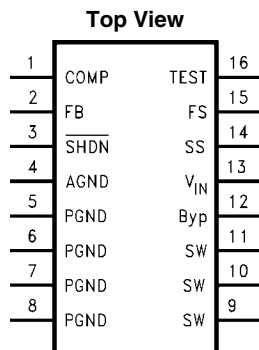 Top View
1 COMP TEST 16
2 FB FS 15
3 SHDN SS 14
4 AGND VIN 13
5 PGND Byp 12
6 PGND SW 11
7 PGND SW 10
8 PGND SW 9